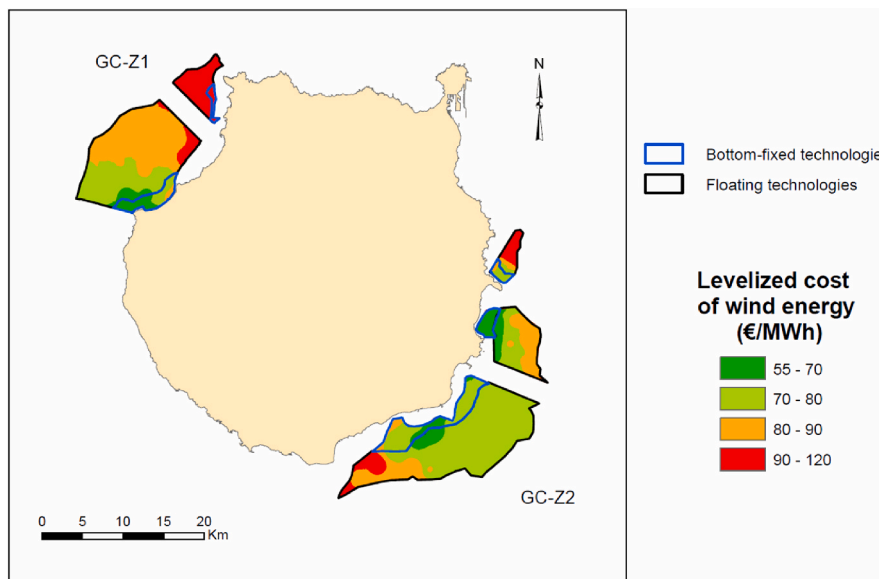 GC-Z1
N
Bottom-fixed technologie
Floating technologies
Levelized cost
of wind energy
(€/MWh)
55 - 70
70 - 80
80 - 90
90 - 120
GC-Z2
0 5 10 15 20
Km